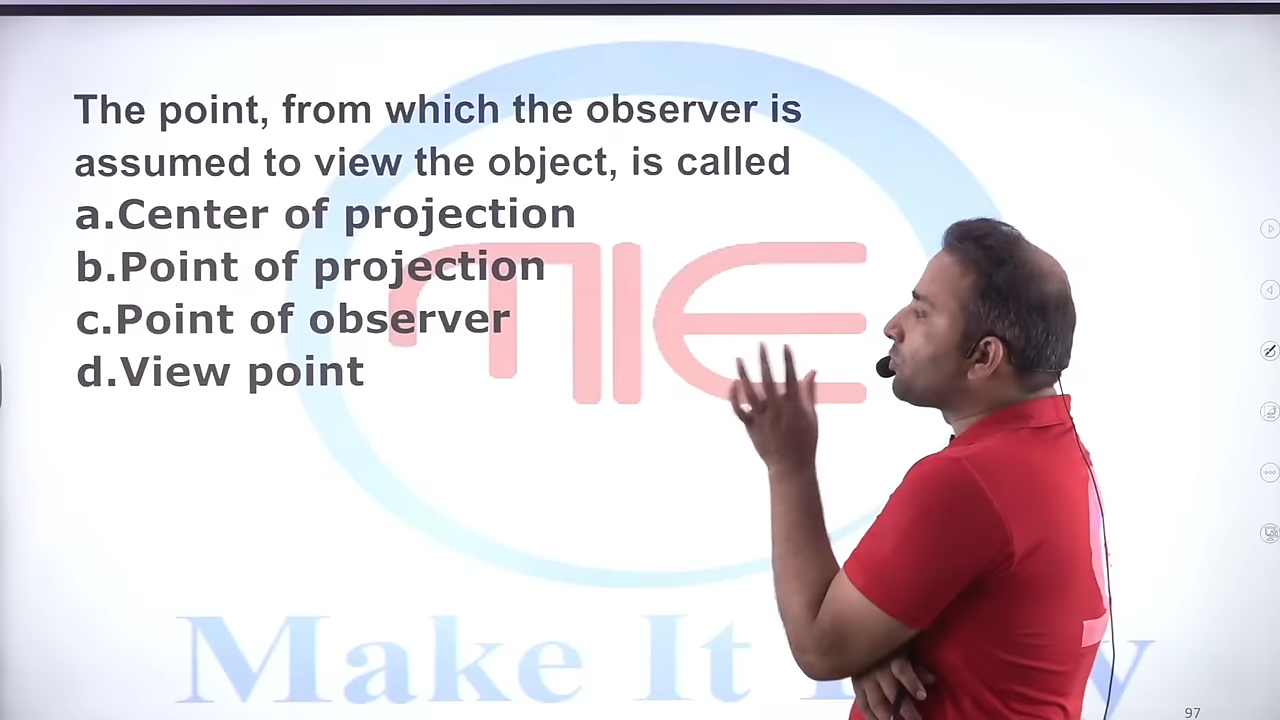 The point, from which the observer is
assumed to view the object, is called
a.Center of projection
b.Point of projection
c.Point of observer
d.View point
MIE
Make It
97